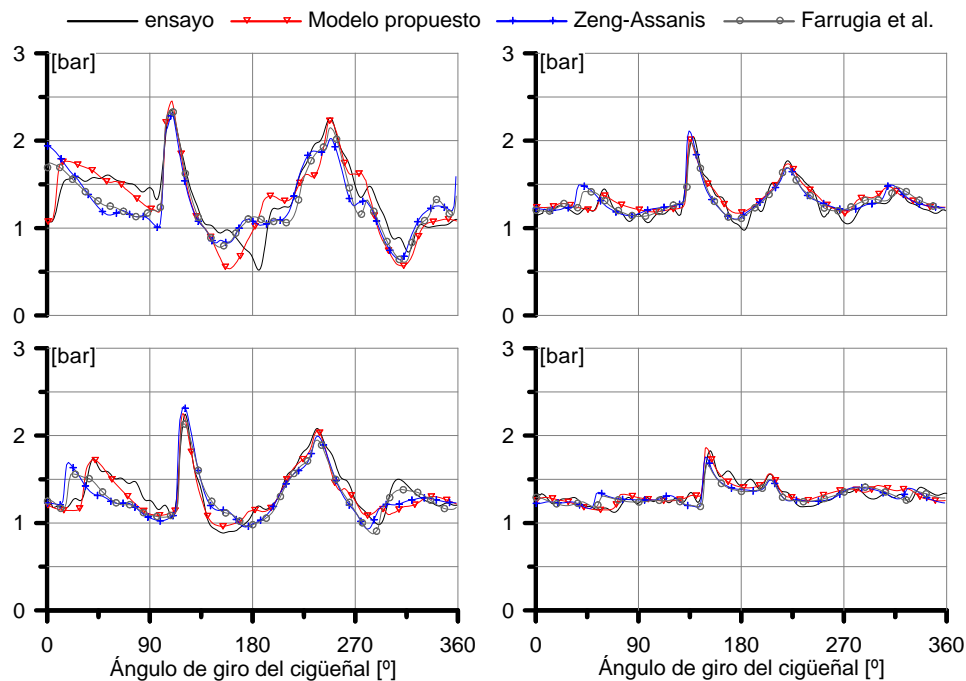 ensayo Modelo propuesto Zeng-Assanis Farrugia et al.
3 [bar] 3 [bar]
2 2
1 1
0 0
3 [bar] 3 [bar]
2 2
1 1
0 0
0 90 180 270 360 0 90 180 270 360
Ángulo de giro del cigüeñal [º] Ángulo de giro del cigüeñal [º]